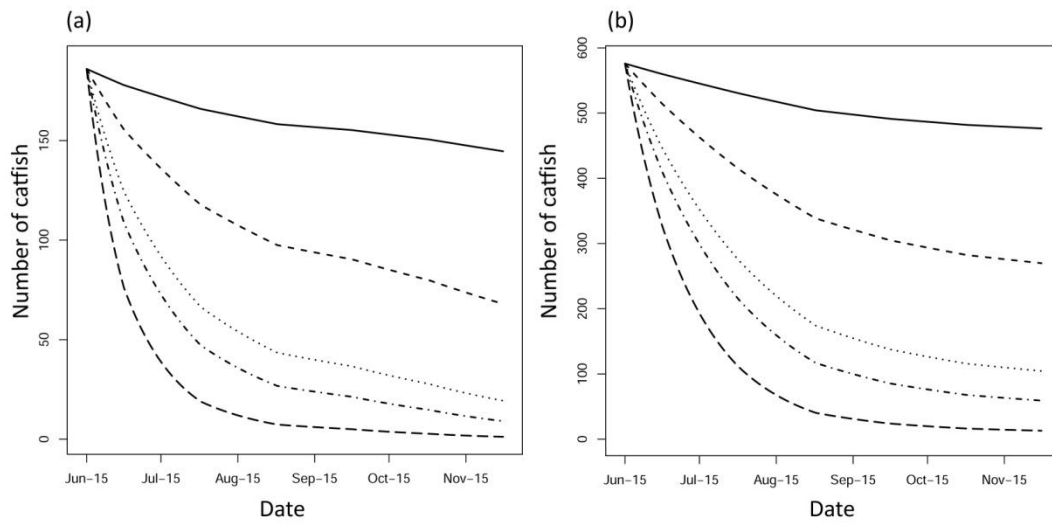 (a)
Number of catfish
150
100
50
0
Jun-15 Jul-15 Aug-15 Sep-15 Oct-15 Nov-15
Date
(b)
Number of catfish
600
500
400
300
200
100
0
Jun-15 Jul-15 Aug-15 Sep-15 Oct-15 Nov-15
Date